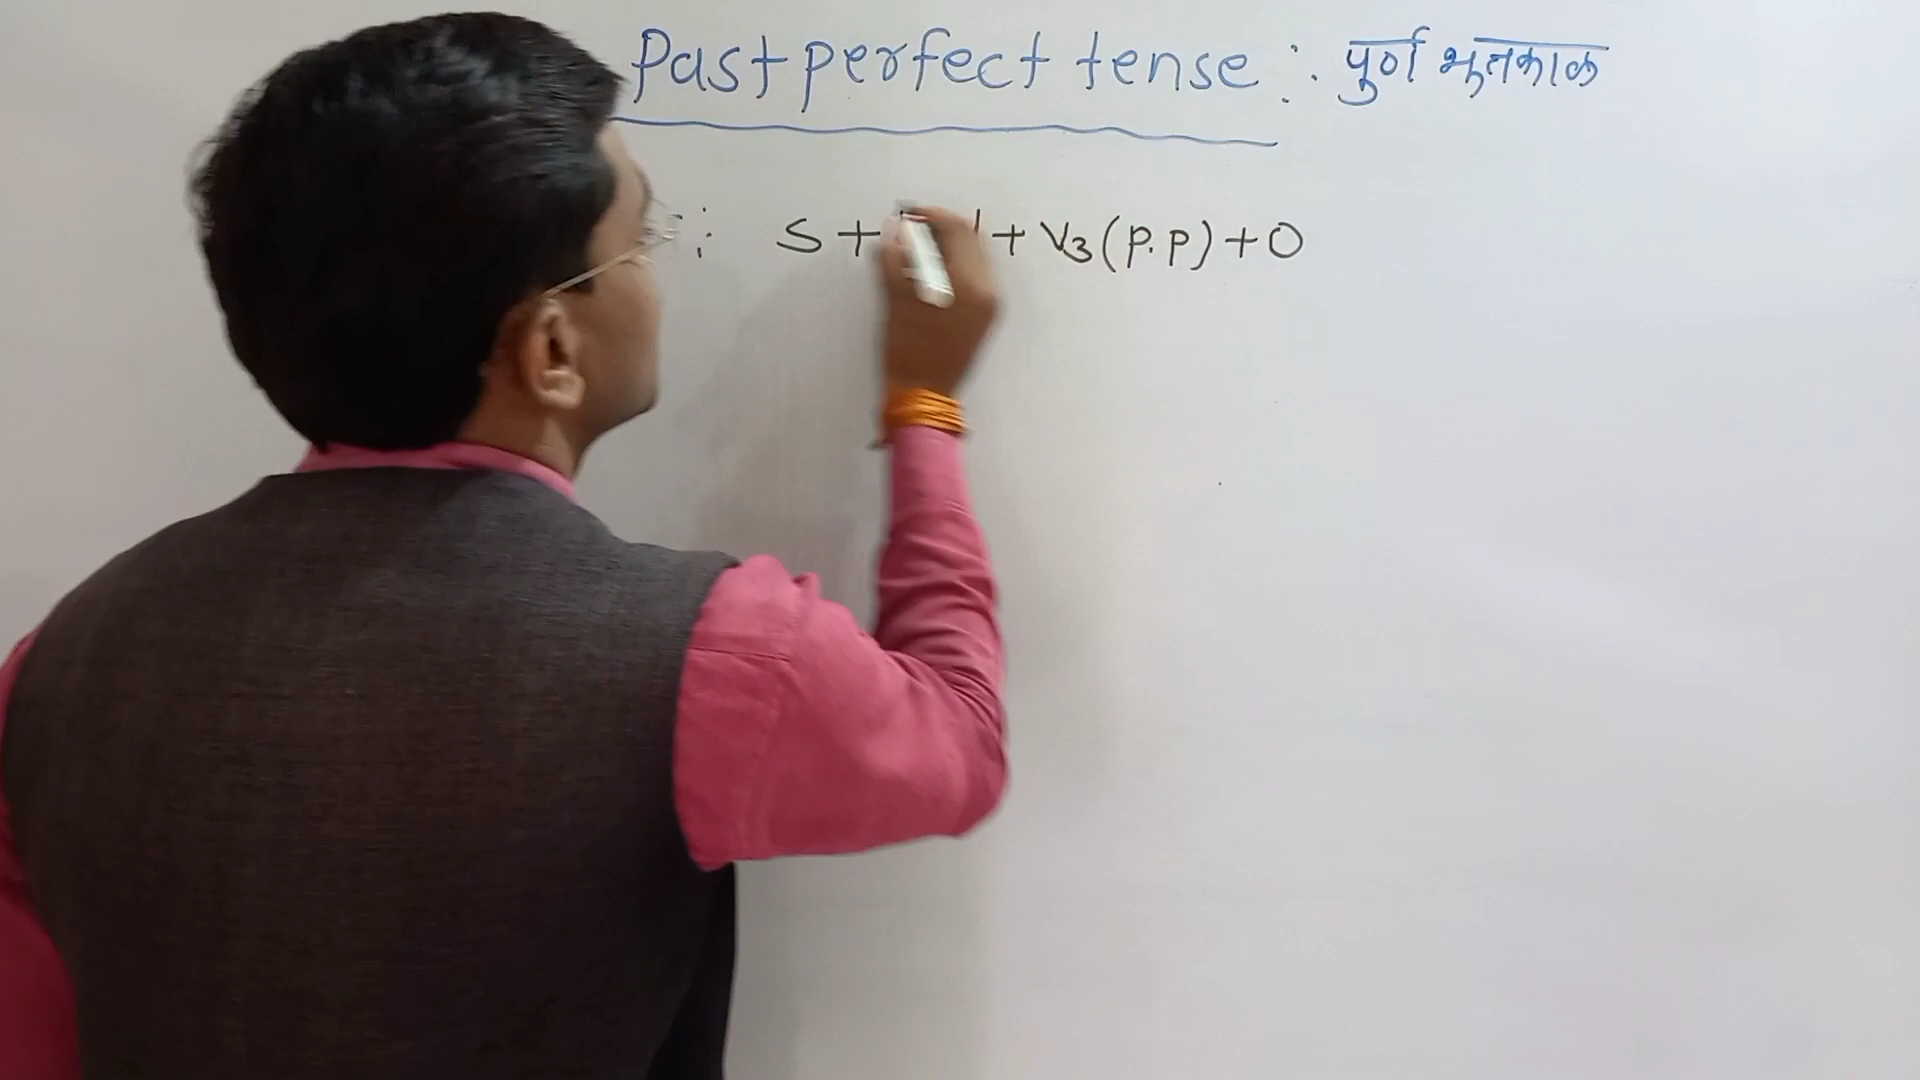 Past perfect tense : पुर्ण भूतकाळ
: S + + V3 (p.p) + O